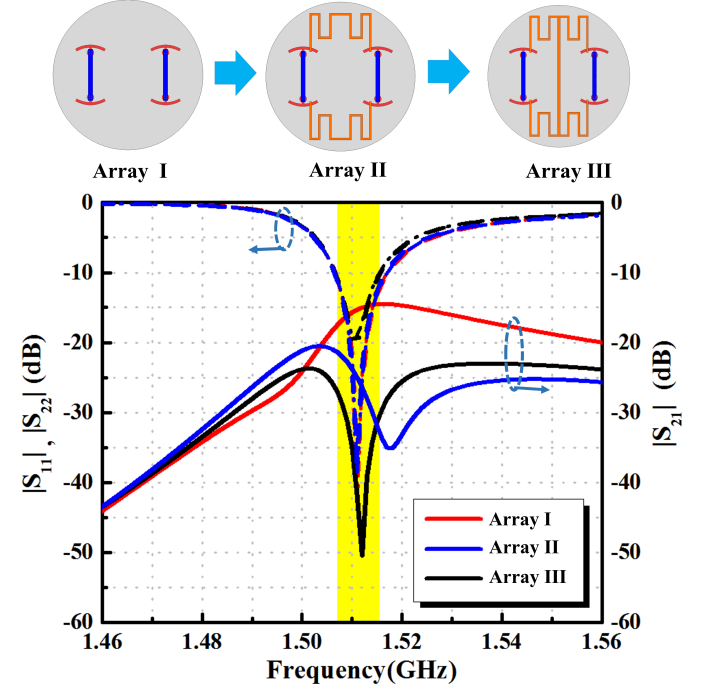 Array I
Array II
Array III
0
-10
-20
-30
-40
-50
-60
|S11| , |S22| (dB)
0
-10
-20
-30
-40
-50
-60
|S21| (dB)
Array I
Array II
Array III
1.46
1.48
1.50
1.52
1.54
1.56
Frequency(GHz)